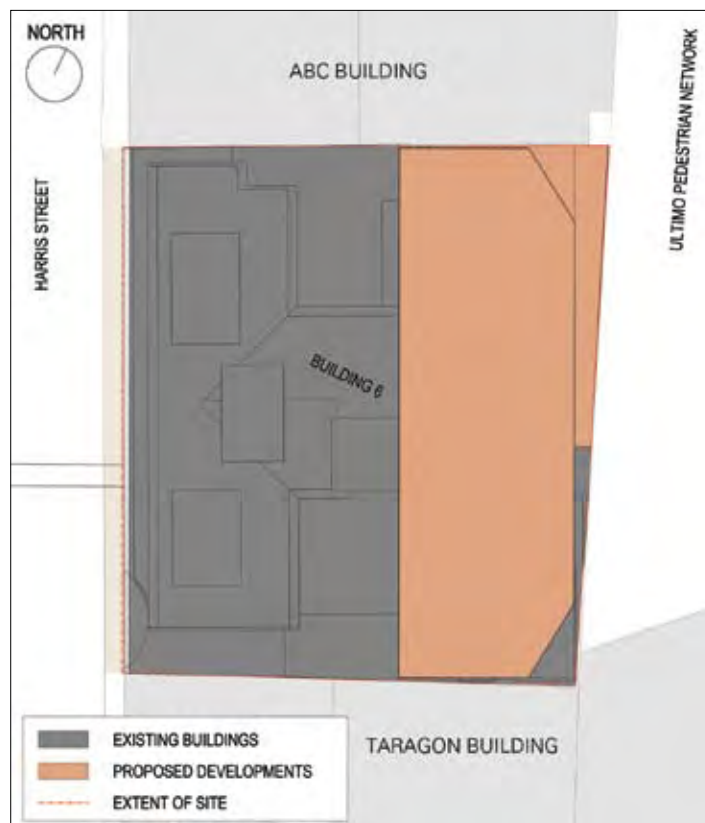 NORTH
ABC BUILDING
ULTIMO PEDESTRIAN NETWORK
HARRIS STREET
BUILDING 6
TARAGON BUILDING
EXISTING BUILDINGS
PROPOSED DEVELOPMENTS
EXTENT OF SITE